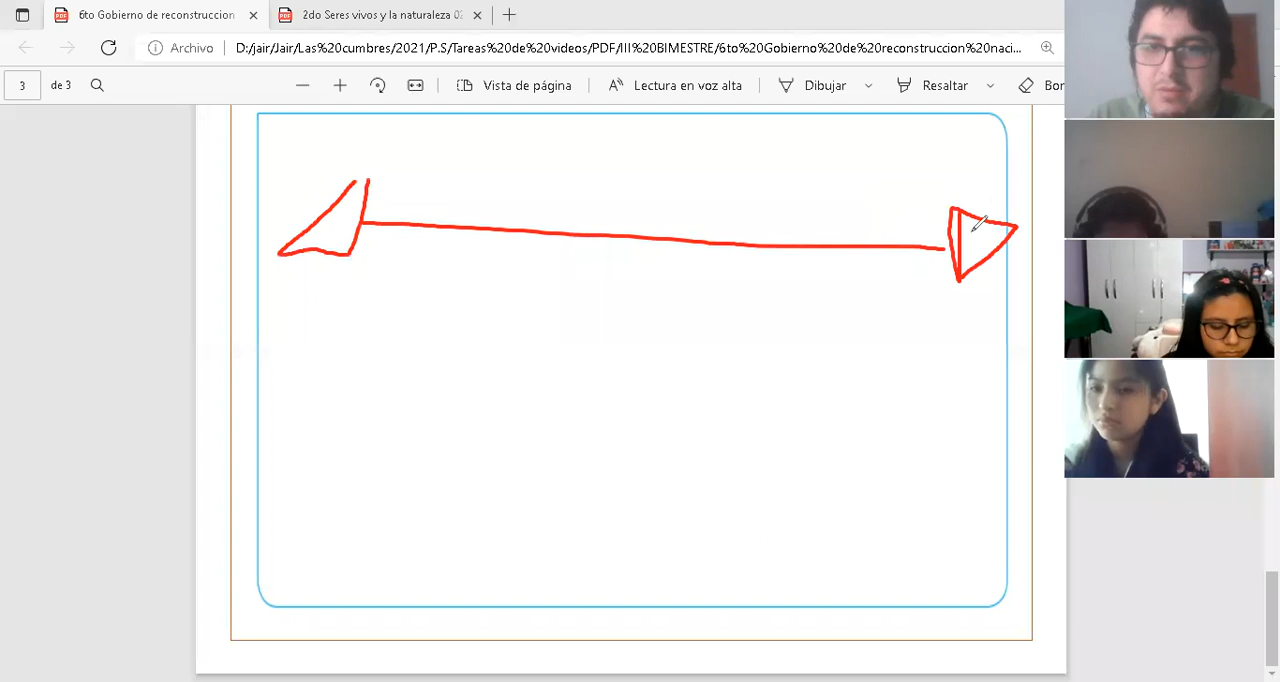 6to Gobierno de reconstruccion
2do Seres vivos y la naturaleza
Archivo
D:/jair/Jair/Las%20cumbres/2021/P.S/Tarea%20de%20videos/PDF/III%20BIMESTRE/6to%20Gobierno%20de%20reconstruccion%20naci...
3
de 3
Vista de página
Lectura en voz alta
Dibujar
Resaltar
Bor